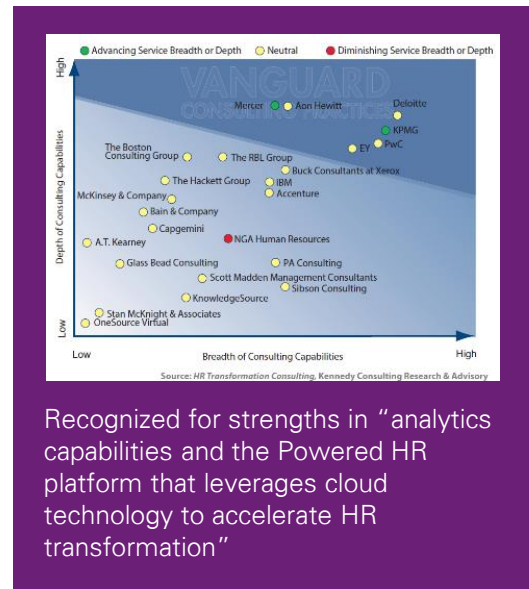 Advancing Service Breadth or Depth Neutral Diminishing Service Breadth or Depth
High
VANGUARD
CONSULTING PRACTICES
Mercer Aon Hewitt Deloitte
KPMG
EY PwC
The Boston
Consulting Group The RBL Group
Buck Consultants at Xerox
The Hackett Group IBM
McKinsey & Company Accenture
Bain & Company
Capgemini
A.T. Kearney NGA Human Resources
Glass Bead Consulting PA Consulting
Scott Madden Management Consultants
Sibson Consulting
KnowledgeSource
Stan McKnight & Associates
OneSource Virtual
Depth of Consulting Capabilities
Low
Low Breadth of Consulting Capabilities High
Source: HR Transformation Consulting, Kennedy Consulting Research & Advisory
Recognized for strengths in “analytics
capabilities and the Powered HR
platform that leverages cloud
technology to accelerate HR
transformation”